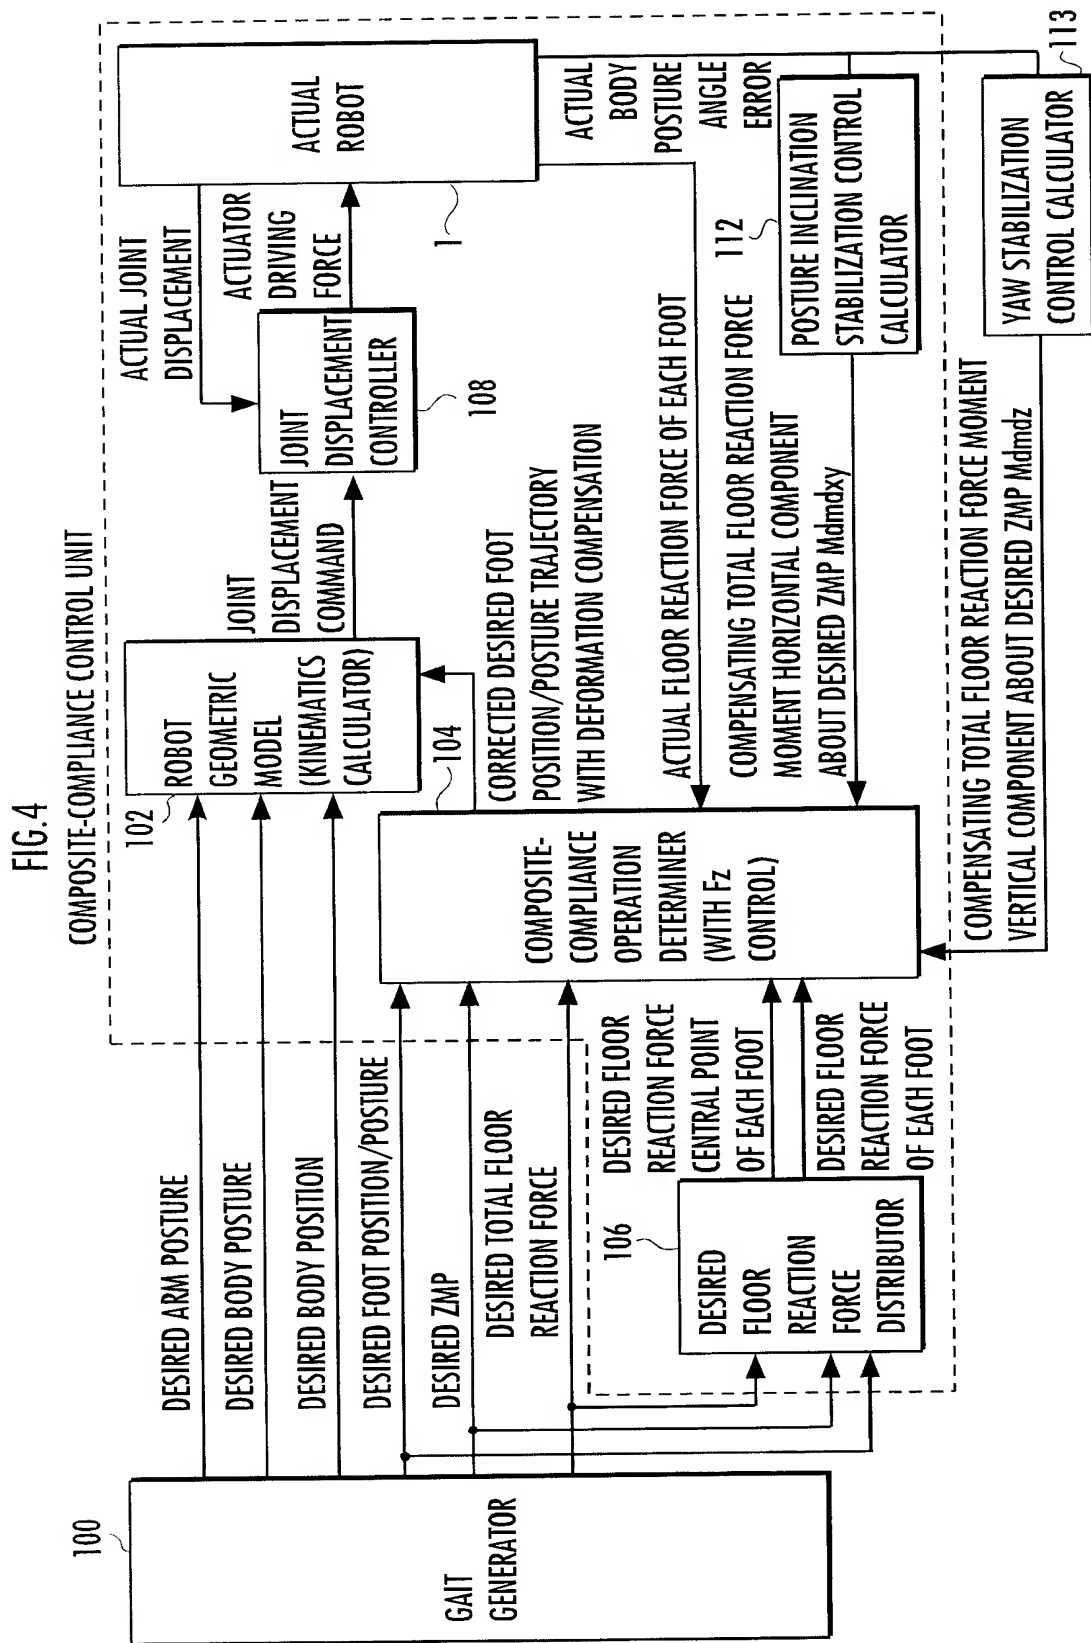 FIG.4
COMPOSITE-COMPLIANCE CONTROL UNIT
100
GAIT
GENERATOR
DESIRED ARM POSTURE
DESIRED BODY POSTURE
DESIRED BODY POSITION
DESIRED FOOT POSITION/POSTURE
DESIRED ZMP
DESIRED TOTAL FLOOR
REACTION FORCE
102
ROBOT
GEOMETRIC
MODEL
(KINEMATICS
CALCULATOR)
JOINT
DISPLACEMENT
COMMAND
JOINT
DISPLACEMENT
CONTROLLER
108
ACTUAL JOINT
DISPLACEMENT
ACTUATOR
DRIVING
FORCE
ACTUAL
ROBOT
1
104
CORRECTED DESIRED FOOT
POSITION/POSTURE TRAJECTORY
WITH DEFORMATION COMPENSATION
COMPOSITE-
COMPLIANCE
OPERATION
DETERMINER
(WITH Fz
CONTROL)
106
DESIRED
FLOOR
REACTION
FORCE
DISTRIBUTOR
DESIRED FLOOR
REACTION FORCE
CENTRAL POINT
OF EACH FOOT
DESIRED FLOOR
REACTION FORCE
OF EACH FOOT
ACTUAL FLOOR REACTION FORCE OF EACH FOOT
ACTUAL
BODY
POSTURE
ANGLE
ERROR
COMPENSATING TOTAL FLOOR REACTION FORCE
MOMENT HORIZONTAL COMPONENT
ABOUT DESIRED ZMP Mdmdxy
112
POSTURE INCLINATION
STABILIZATION CONTROL
CALCULATOR
COMPENSATING TOTAL FLOOR REACTION FORCE MOMENT
VERTICAL COMPONENT ABOUT DESIRED ZMP Mdmdz
YAW STABILIZATION
CONTROL CALCULATOR
113